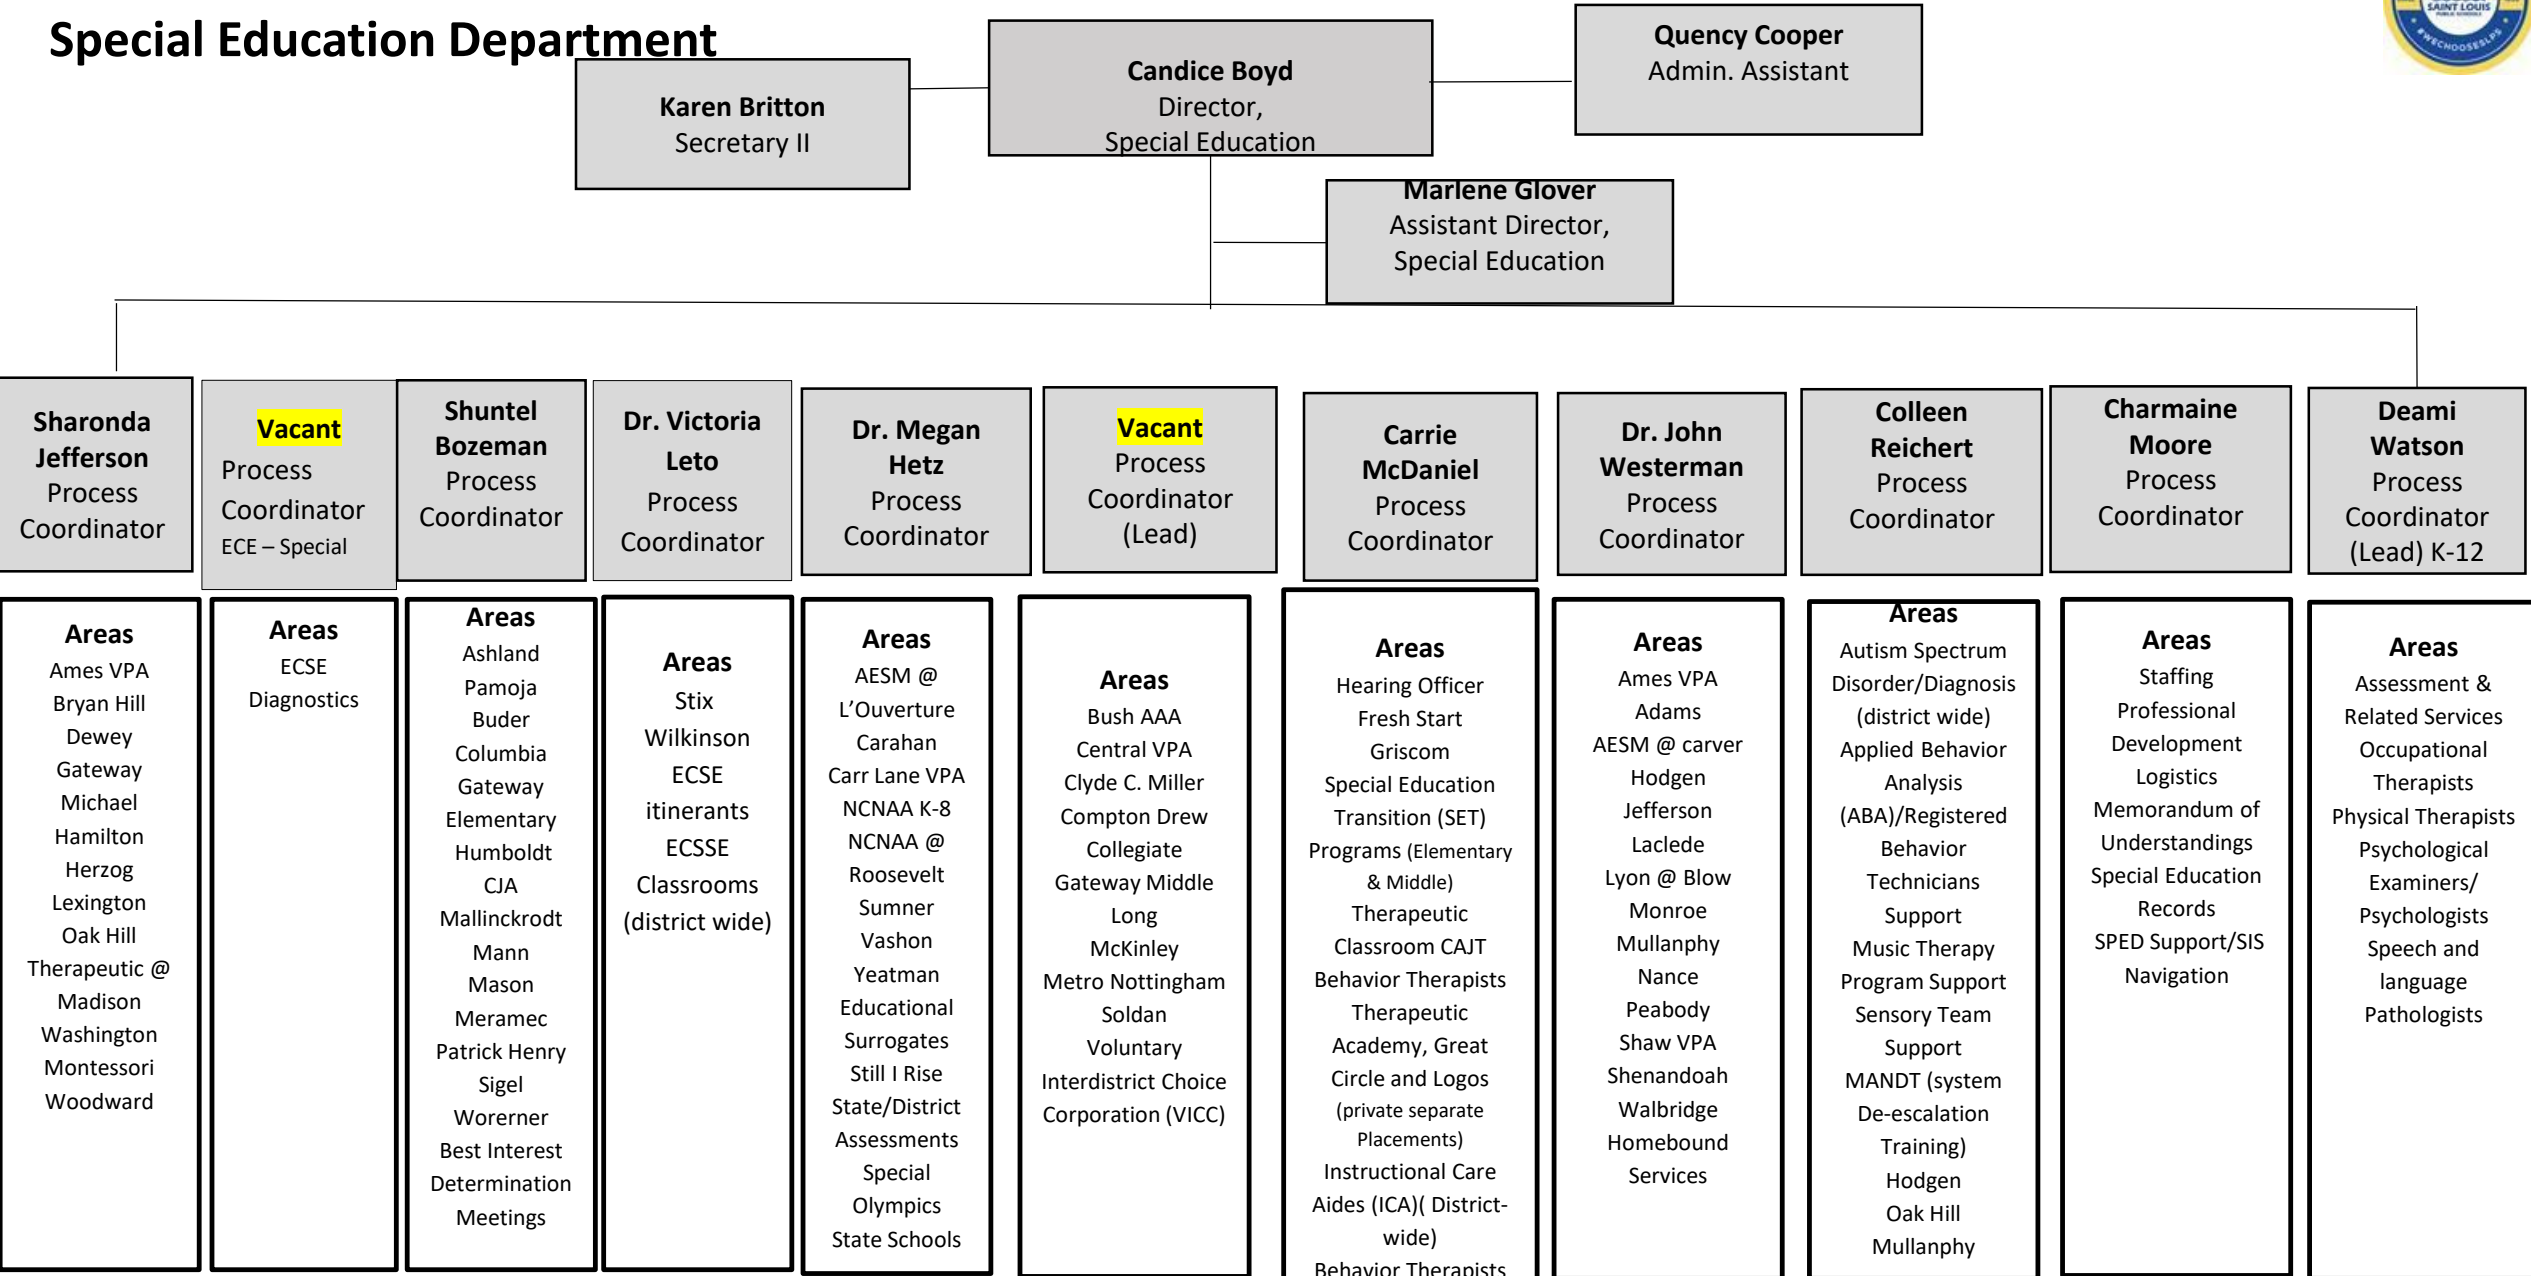 Special Education Department
SAINT LOUIS
PUBLIC SCHOOLS
#WECHOOSESLPS
Karen Britton
Secretary II
Candice Boyd
Director,
Special Education
Quency Cooper
Admin. Assistant
Marlene Glover
Assistant Director,
Special Education
Sharonda
Jefferson
Process
Coordinator
Vacant
Process
Coordinator
ECE – Special
Shuntel
Bozeman
Process
Coordinator
Dr. Victoria
Leto
Process
Coordinator
Dr. Megan
Hetz
Process
Coordinator
Vacant
Process
Coordinator
(Lead)
Carrie
McDaniel
Process
Coordinator
Dr. John
Westerman
Process
Coordinator
Colleen
Reichert
Process
Coordinator
Charmaine
Moore
Process
Coordinator
Deami
Watson
Process
Coordinator
(Lead) K-12
Areas
Ames VPA
Bryan Hill
Dewey
Gateway
Michael
Hamilton
Herzog
Lexington
Oak Hill
Therapeutic @
Madison
Washington
Montessori
Woodward
Areas
ECSE
Diagnostics
Areas
Ashland
Pamoja
Buder
Columbia
Gateway
Elementary
Humboldt
CJA
Mallinckrodt
Mann
Mason
Meramec
Patrick Henry
Sigel
Worerner
Best Interest
Determination
Meetings
Areas
Stix
Wilkinson
ECSE
itinerants
ECSSE
Classrooms
(district wide)
Areas
AESM @
L’Ouverture
Carahan
Carr Lane VPA
NCNAA K-8
NCNAA @
Roosevelt
Sumner
Vashon
Yeatman
Educational
Surrogates
Still I Rise
State/District
Assessments
Special
Olympics
State Schools
Areas
Bush AAA
Central VPA
Clyde C. Miller
Compton Drew
Collegiate
Gateway Middle
Long
McKinley
Metro Nottingham
Soldan
Voluntary
Interdistrict Choice
Corporation (VICC)
Areas
Hearing Officer
Fresh Start
Griscom
Special Education
Transition (SET)
Programs (Elementary
& Middle)
Therapeutic
Classroom CAJT
Behavior Therapists
Therapeutic
Academy, Great
Circle and Logos
(private separate
Placements)
Instructional Care
Aides (ICA)( District-
wide)
Behavior Therapists
Areas
Ames VPA
Adams
AESM @ carver
Hodgen
Jefferson
Laclede
Lyon @ Blow
Monroe
Mullanphy
Nance
Peabody
Shaw VPA
Shenandoah
Walbridge
Homebound
Services
Areas
Autism Spectrum
Disorder/Diagnosis
(district wide)
Applied Behavior
Analysis
(ABA)/Registered
Behavior
Technicians
Support
Music Therapy
Program Support
Sensory Team
Support
MANDT (system
De-escalation
Training)
Hodgen
Oak Hill
Mullanphy
Areas
Staffing
Professional
Development
Logistics
Memorandum of
Understandings
Special Education
Records
SPED Support/SIS
Navigation
Areas
Assessment &
Related Services
Occupational
Therapists
Physical Therapists
Psychological
Examiners/
Psychologists
Speech and
language
Pathologists